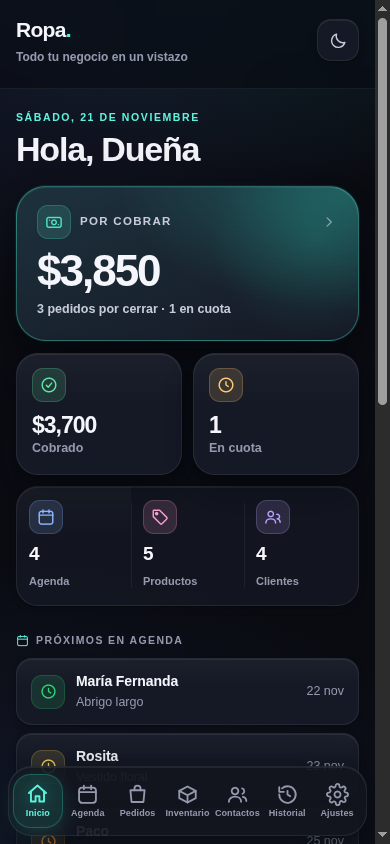 Ropa.
Todo tu negocio en un vistazo
SÁBADO, 21 DE NOVIEMBRE
Hola, Dueña
POR COBRAR
$3,850
3 pedidos por cerrar · 1 en cuota
$3,700
Cobrado
1
En cuota
4
Agenda
5
Productos
4
Clientes
PRÓXIMOS EN AGENDA
María Fernanda
Abrigo largo
22 nov
Rosita
Vestido floral
23 nov
Inicio
Agenda
Pedidos
Inventario
Contactos
Historial
Ajustes
Paco
25 nov